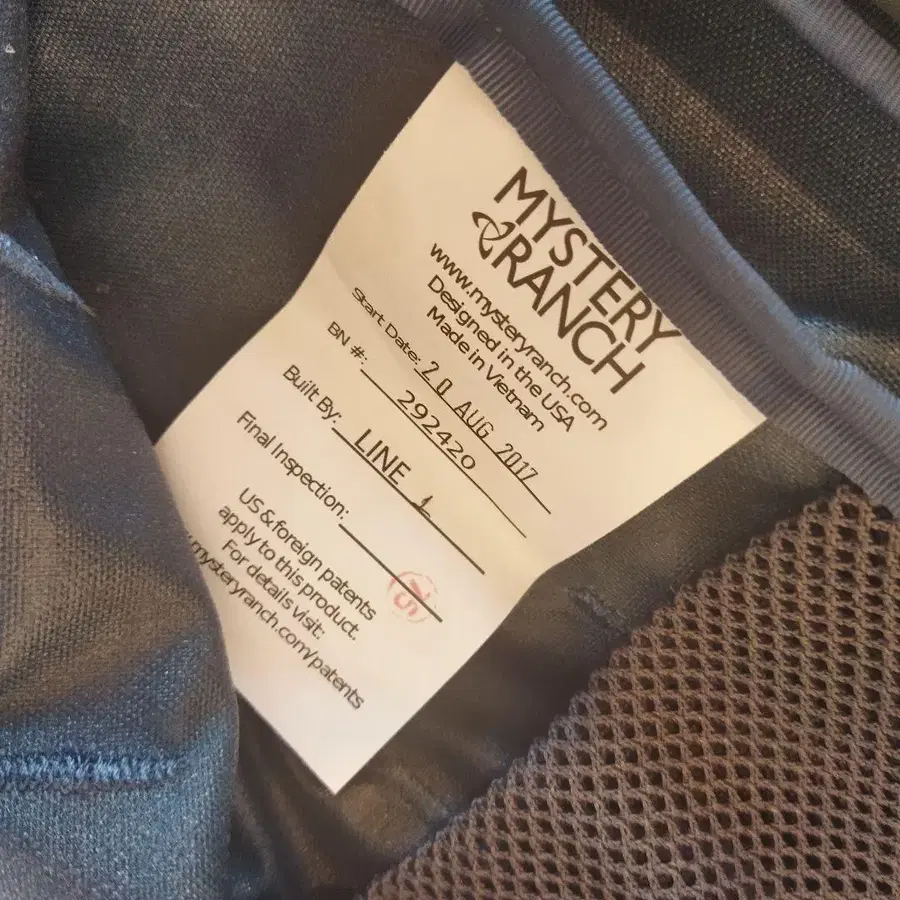 MYSTERY
RANCH
www.mysteryranch.com
Designed in the USA
Made in Vietnam
Start Date: 20 AUG 2017
BN #: 292420
Built By: LINE 1
Final Inspection:
US & foreign patents
apply to this product.
For details visit:
mysteryranch.com/patents